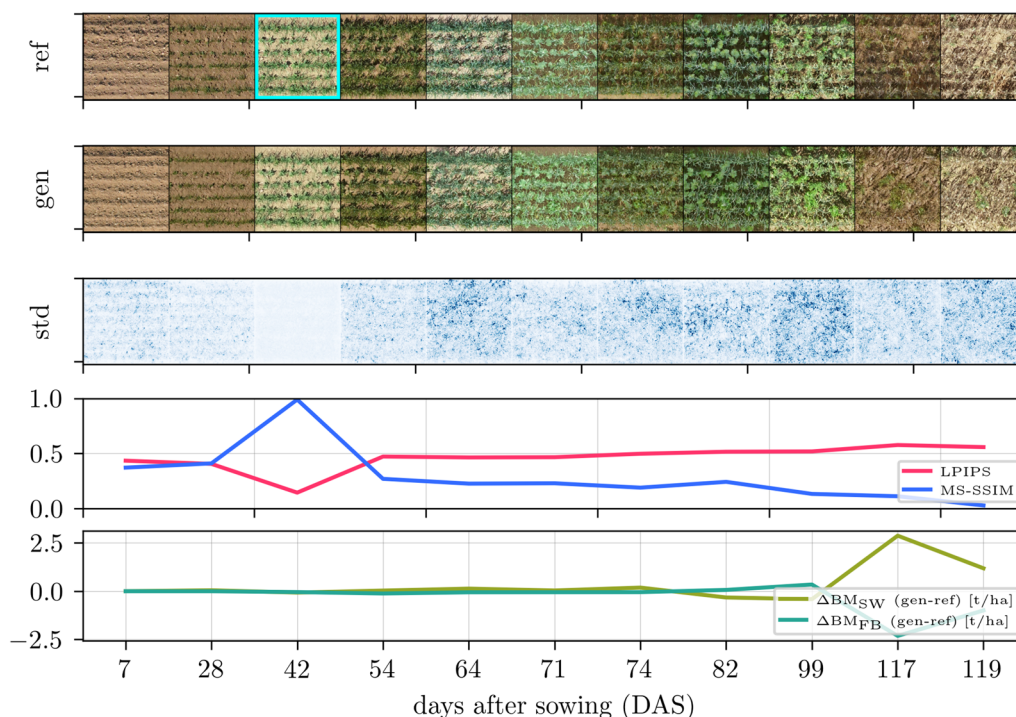 ref
gen
std
1.0
0.5
0.0
LPIPS
MS-SSIM
2.5
0.0
−2.5
ΔBM_SW (gen-ref) [t/ha]
ΔBM_FB (gen-ref) [t/ha]
7 28 42 54 64 71 74 82 99 117 119
days after sowing (DAS)